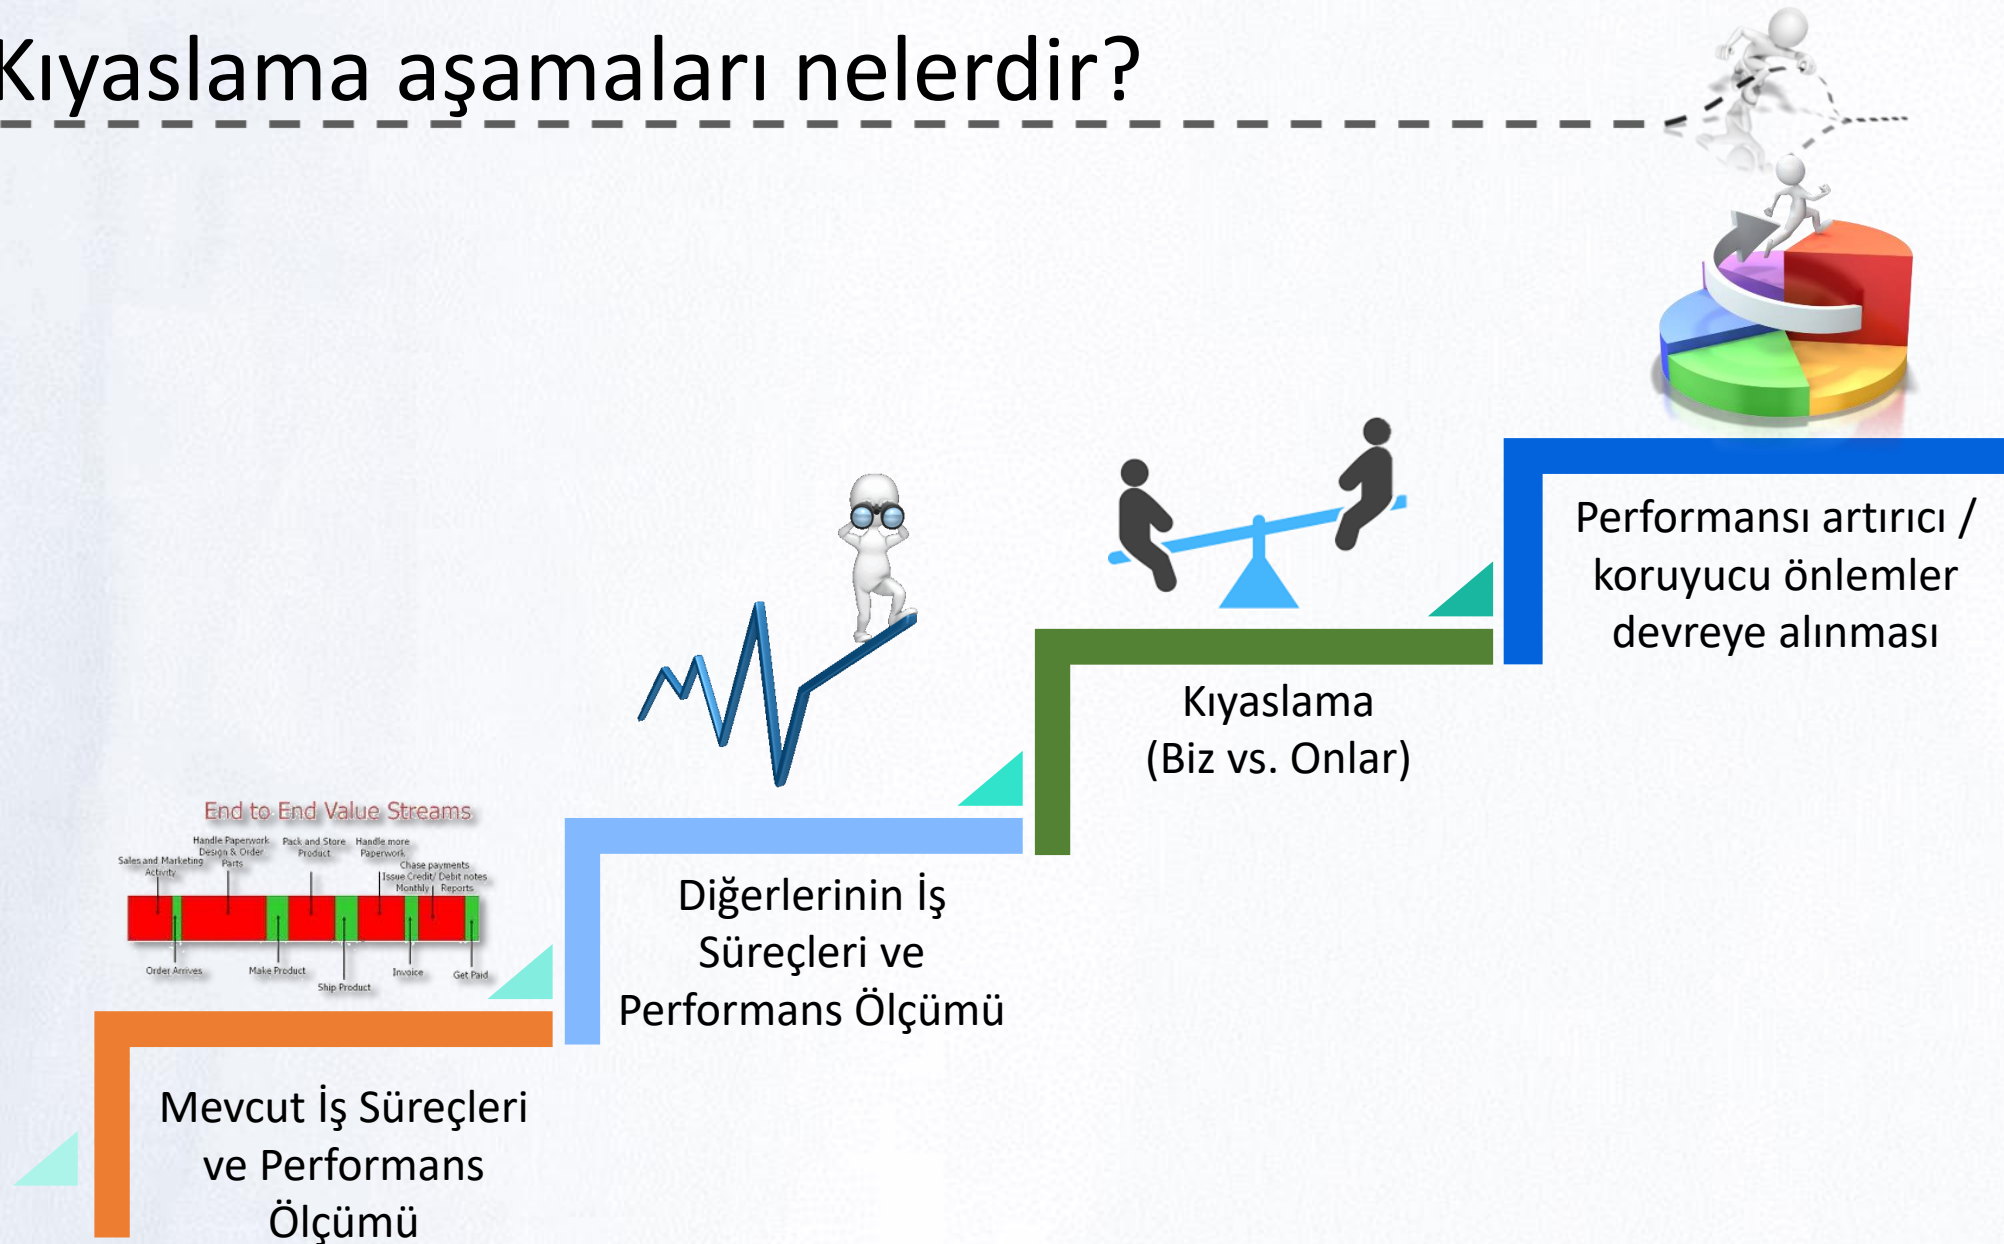 Kıyaslama aşamaları nelerdir?
End to End Value Streams
Sales and Marketing
Activity
Handle Paperwork
Design & Order
Parts
Pack and Store
Product
Handle more
Paperwork
Chase payments
Issue Credit/ Debit notes
Monthly Reports
Order Arrives
Make Product
Ship Product
Invoice
Get Paid
Mevcut İş Süreçleri
ve Performans
Ölçümü
Diğerlerinin İş
Süreçleri ve
Performans Ölçümü
Kıyaslama
(Biz vs. Onlar)
Performansı artırıcı /
koruyucu önlemler
devreye alınması